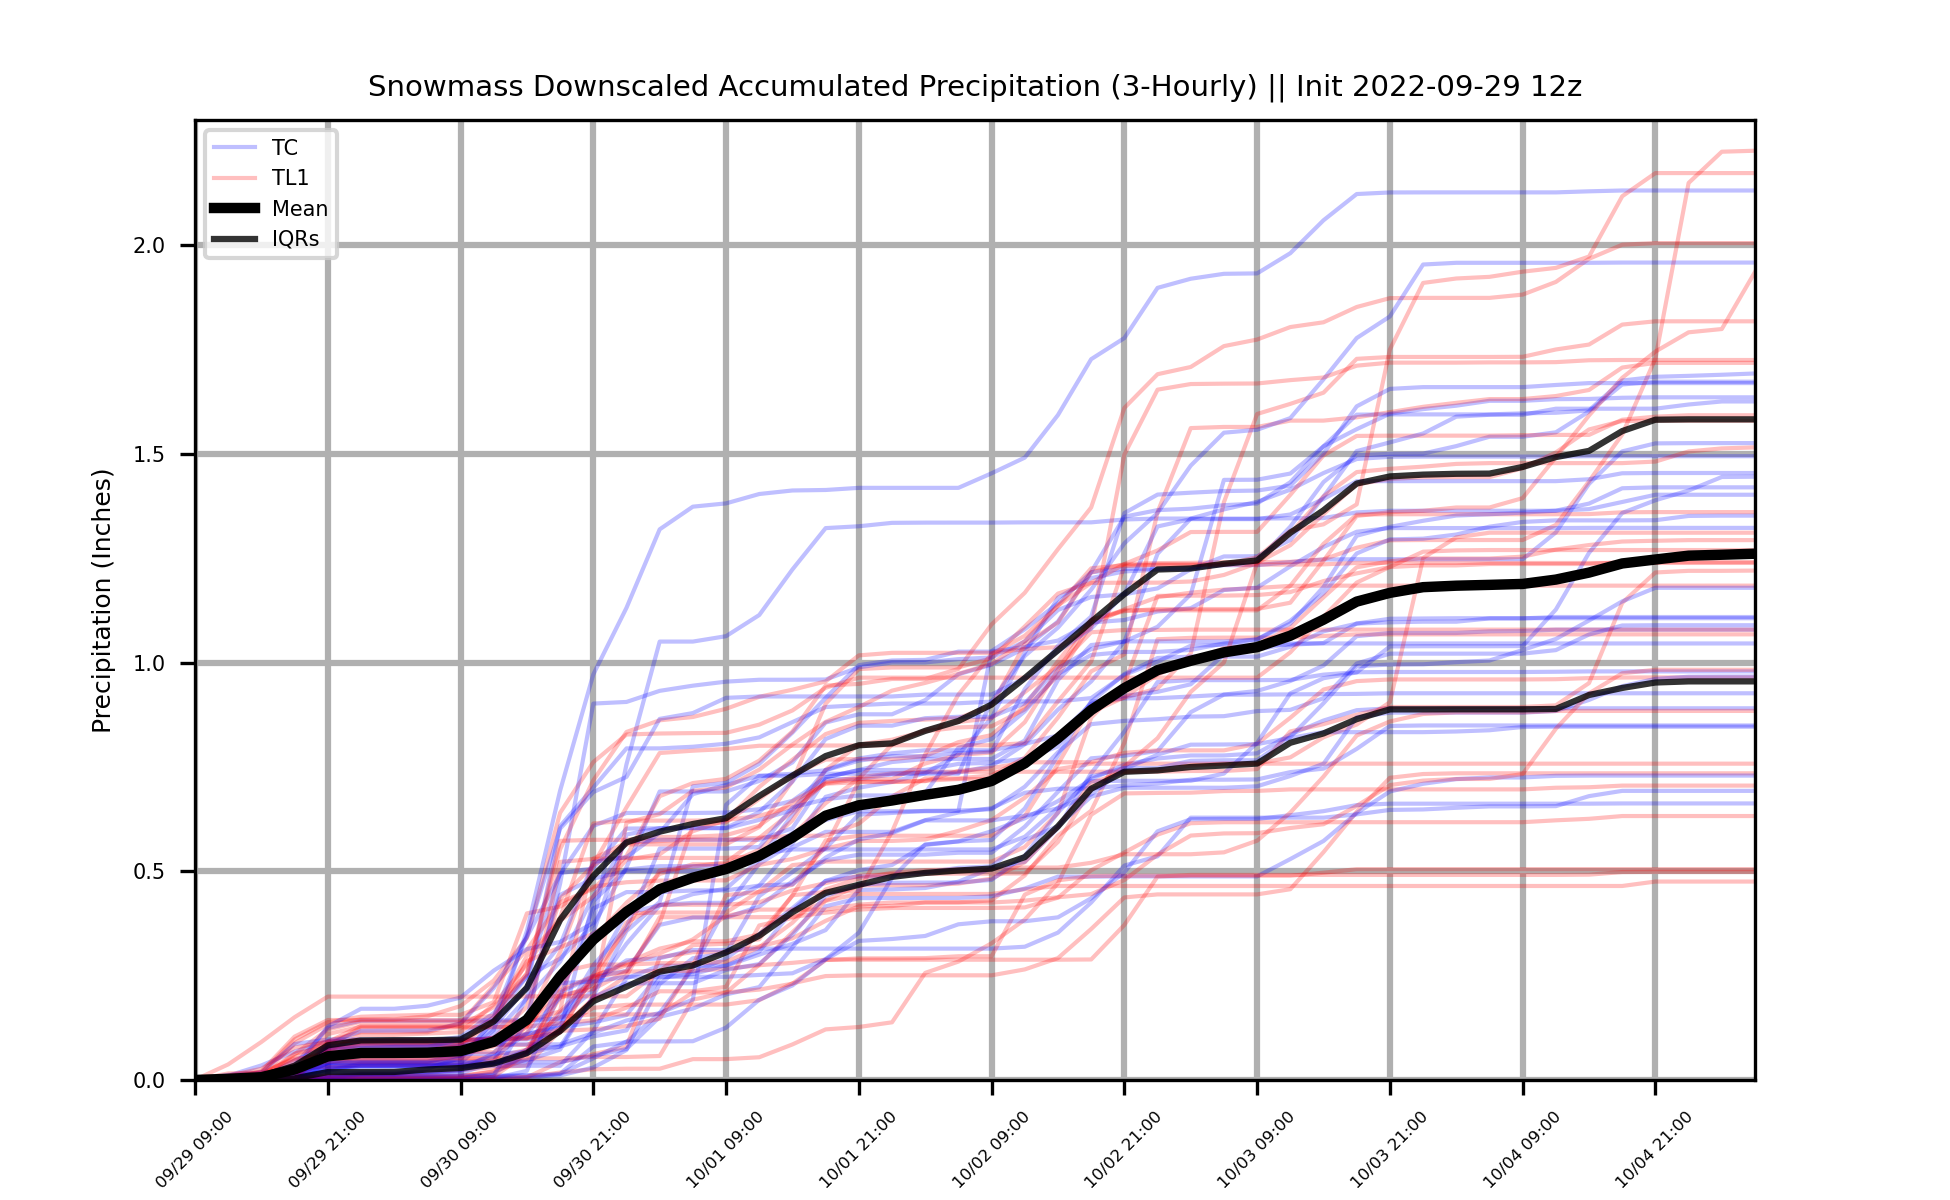 Snowmass Downscaled Accumulated Precipitation (3-Hourly) || Init 2022-09-29 12z
TC
TL1
Mean
IQRs
Precipitation (Inches)
2.0
1.5
1.0
0.5
0.0
09/29 09:00
09/29 21:00
09/30 09:00
09/30 21:00
10/01 09:00
10/01 21:00
10/02 09:00
10/02 21:00
10/03 09:00
10/03 21:00
10/04 09:00
10/04 21:00